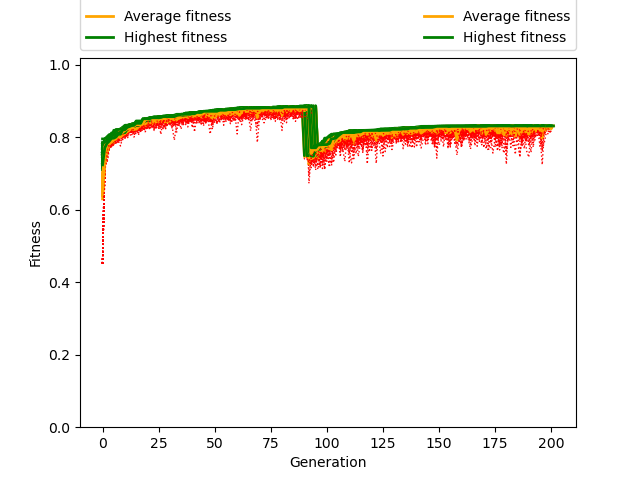 Average fitness Average fitness
Highest fitness Highest fitness
1.0
0.8
0.6
0.4
0.2
0.0
Fitness
0 25 50 75 100 125 150 175 200
Generation